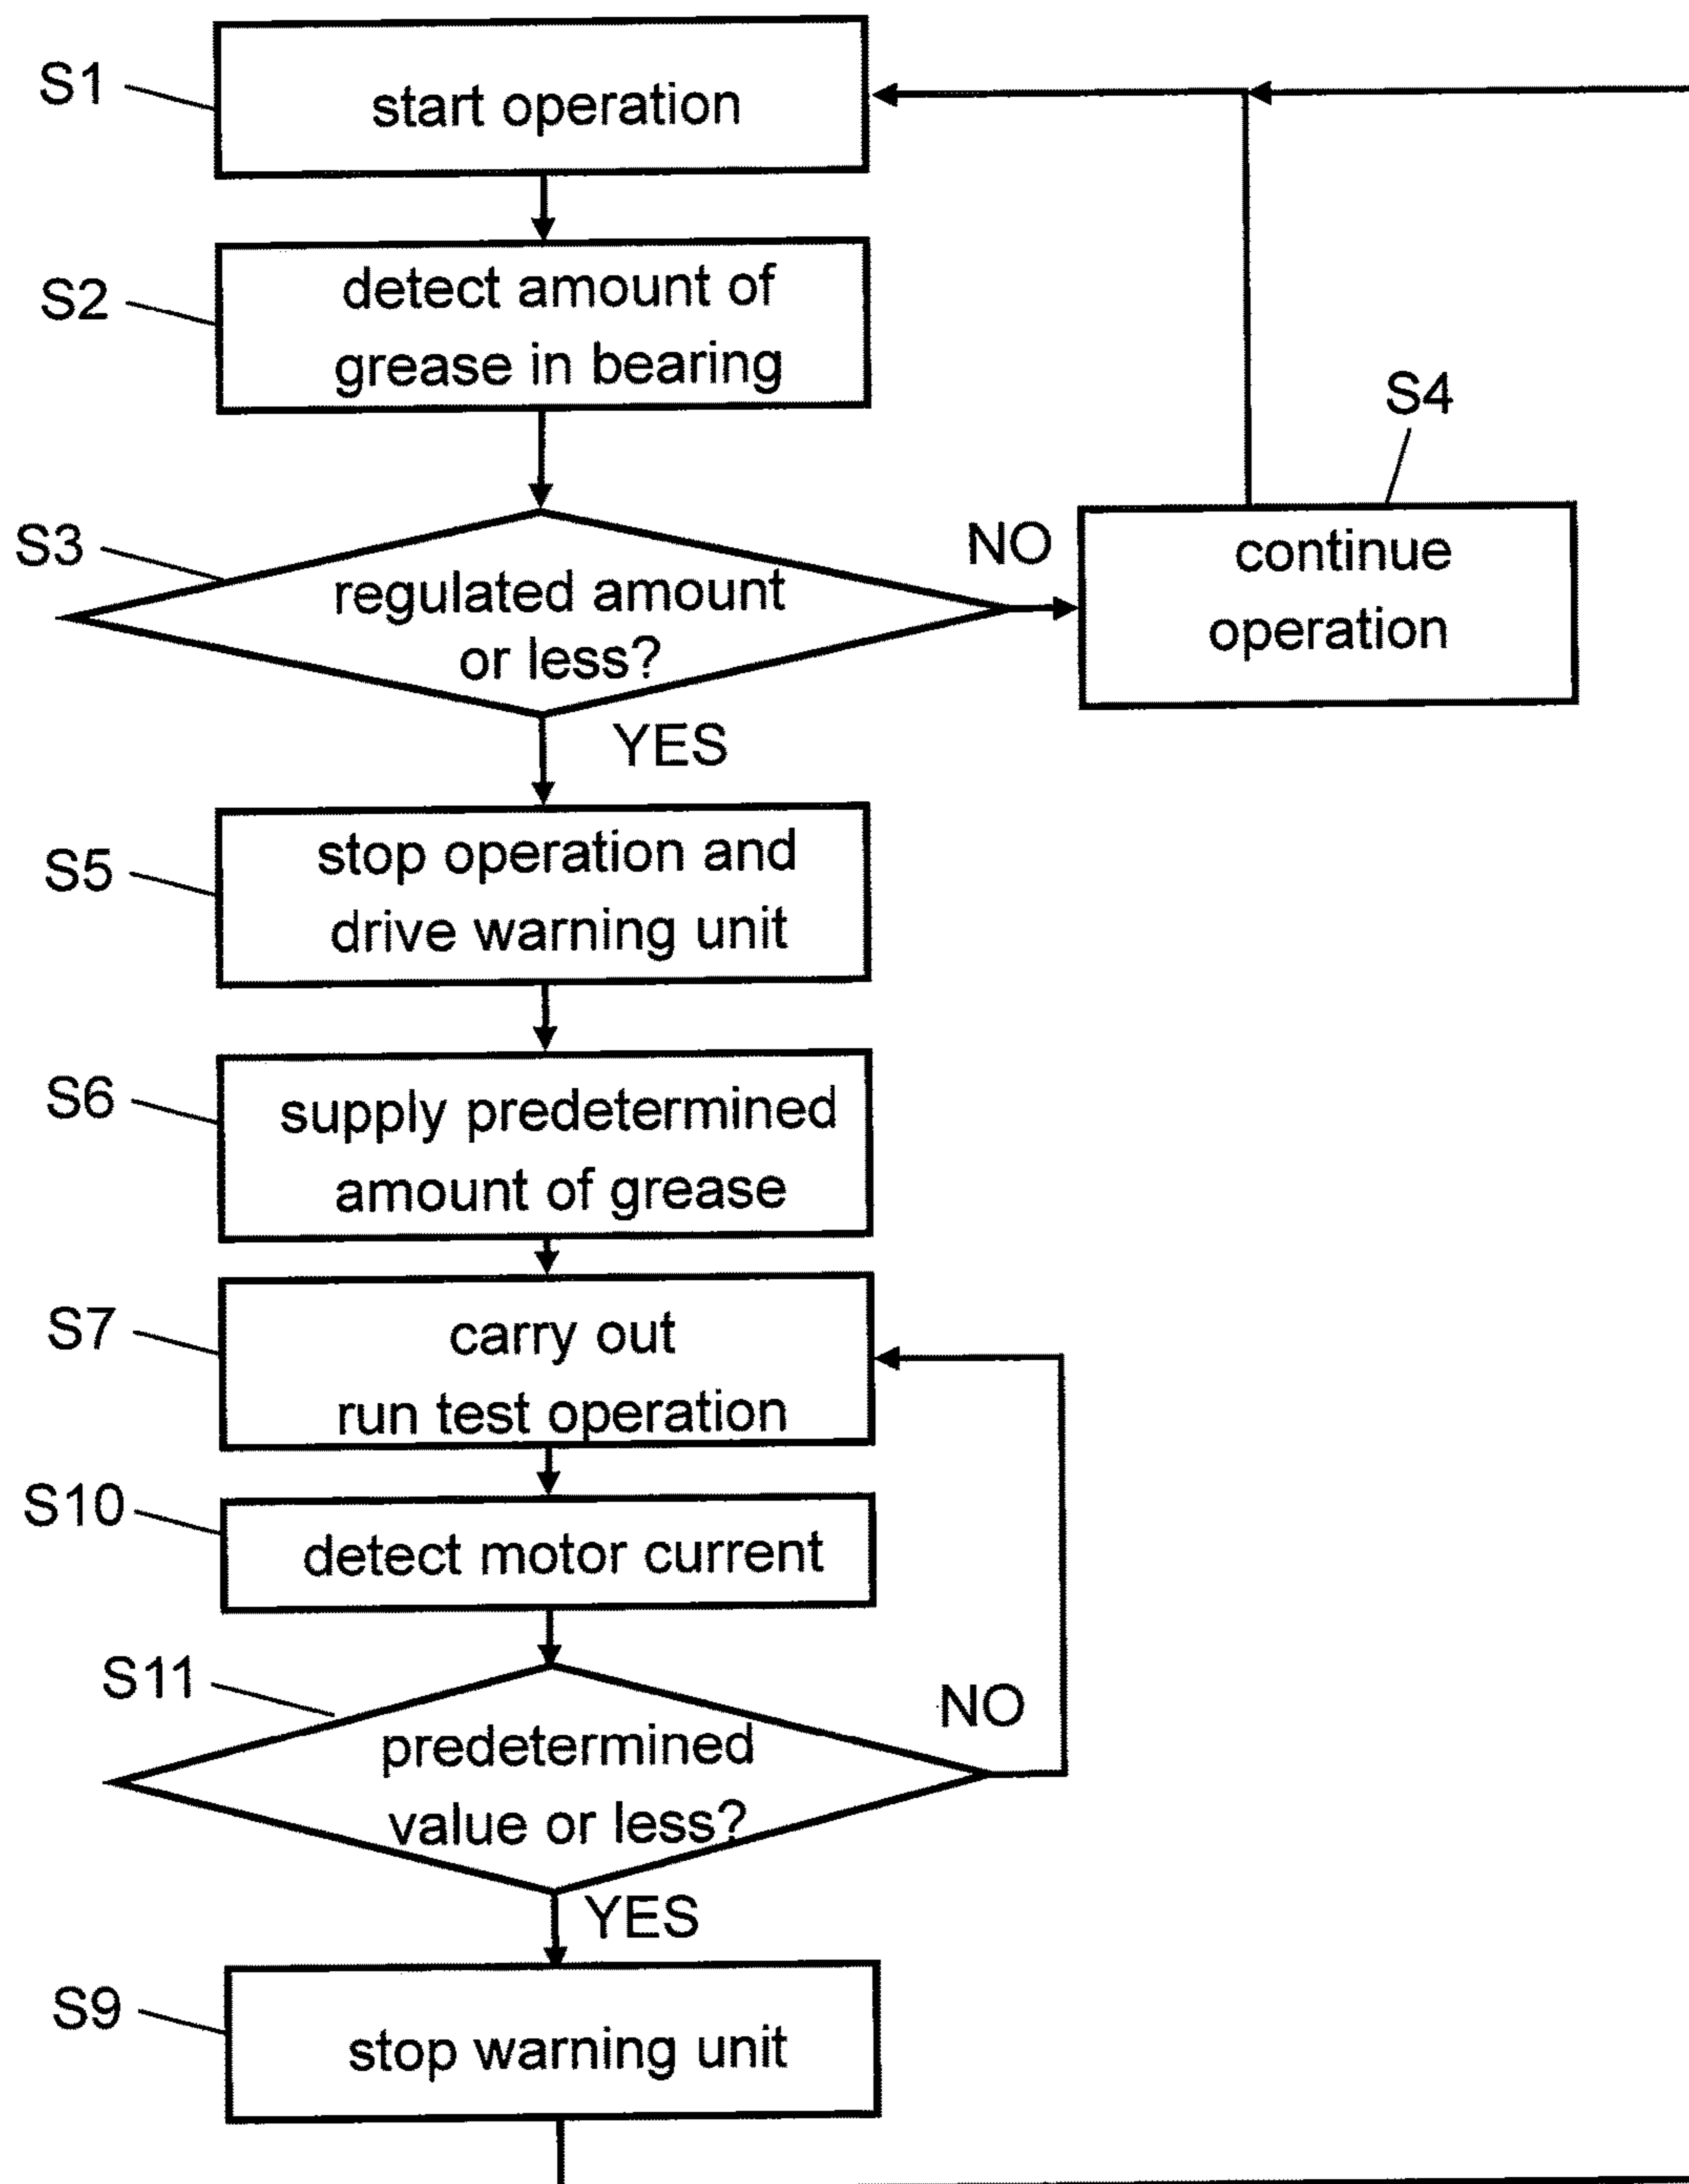 S1
start operation
S2
detect amount of
grease in bearing
S4
S3
regulated amount
or less?
NO
continue
operation
YES
S5
stop operation and
drive warning unit
S6
supply predetermined
amount of grease
S7
carry out
run test operation
S10
detect motor current
S11
predetermined
value or less?
NO
YES
S9
stop warning unit